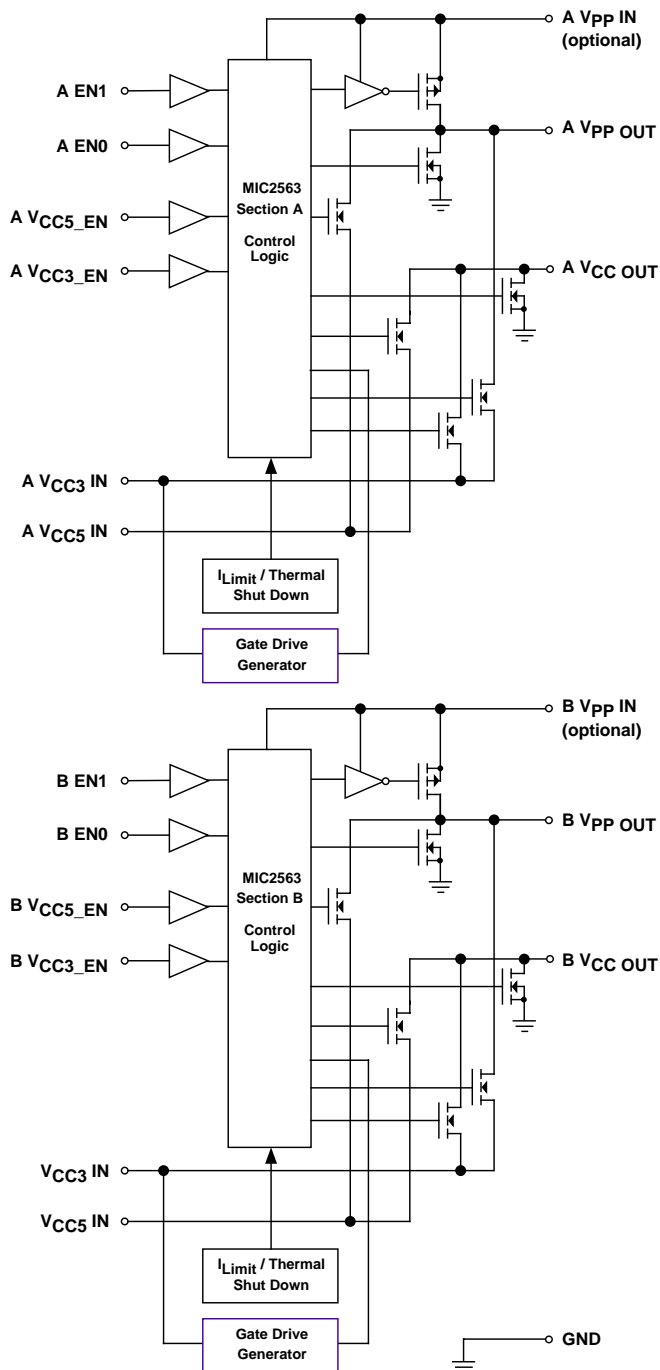 A VPP IN
(optional)
A EN1
A EN0
A VPP OUT
MIC2563
Section A
Control
Logic
A VCC5_EN
A VCC3_EN
A VCC OUT
A VCC3 IN
A VCC5 IN
ILimit / Thermal
Shut Down
Gate Drive
Generator
B VPP IN
(optional)
B EN1
B EN0
B VPP OUT
MIC2563
Section B
Control
Logic
B VCC5_EN
B VCC3_EN
B VCC OUT
VCC3 IN
VCC5 IN
ILimit / Thermal
Shut Down
Gate Drive
Generator
GND